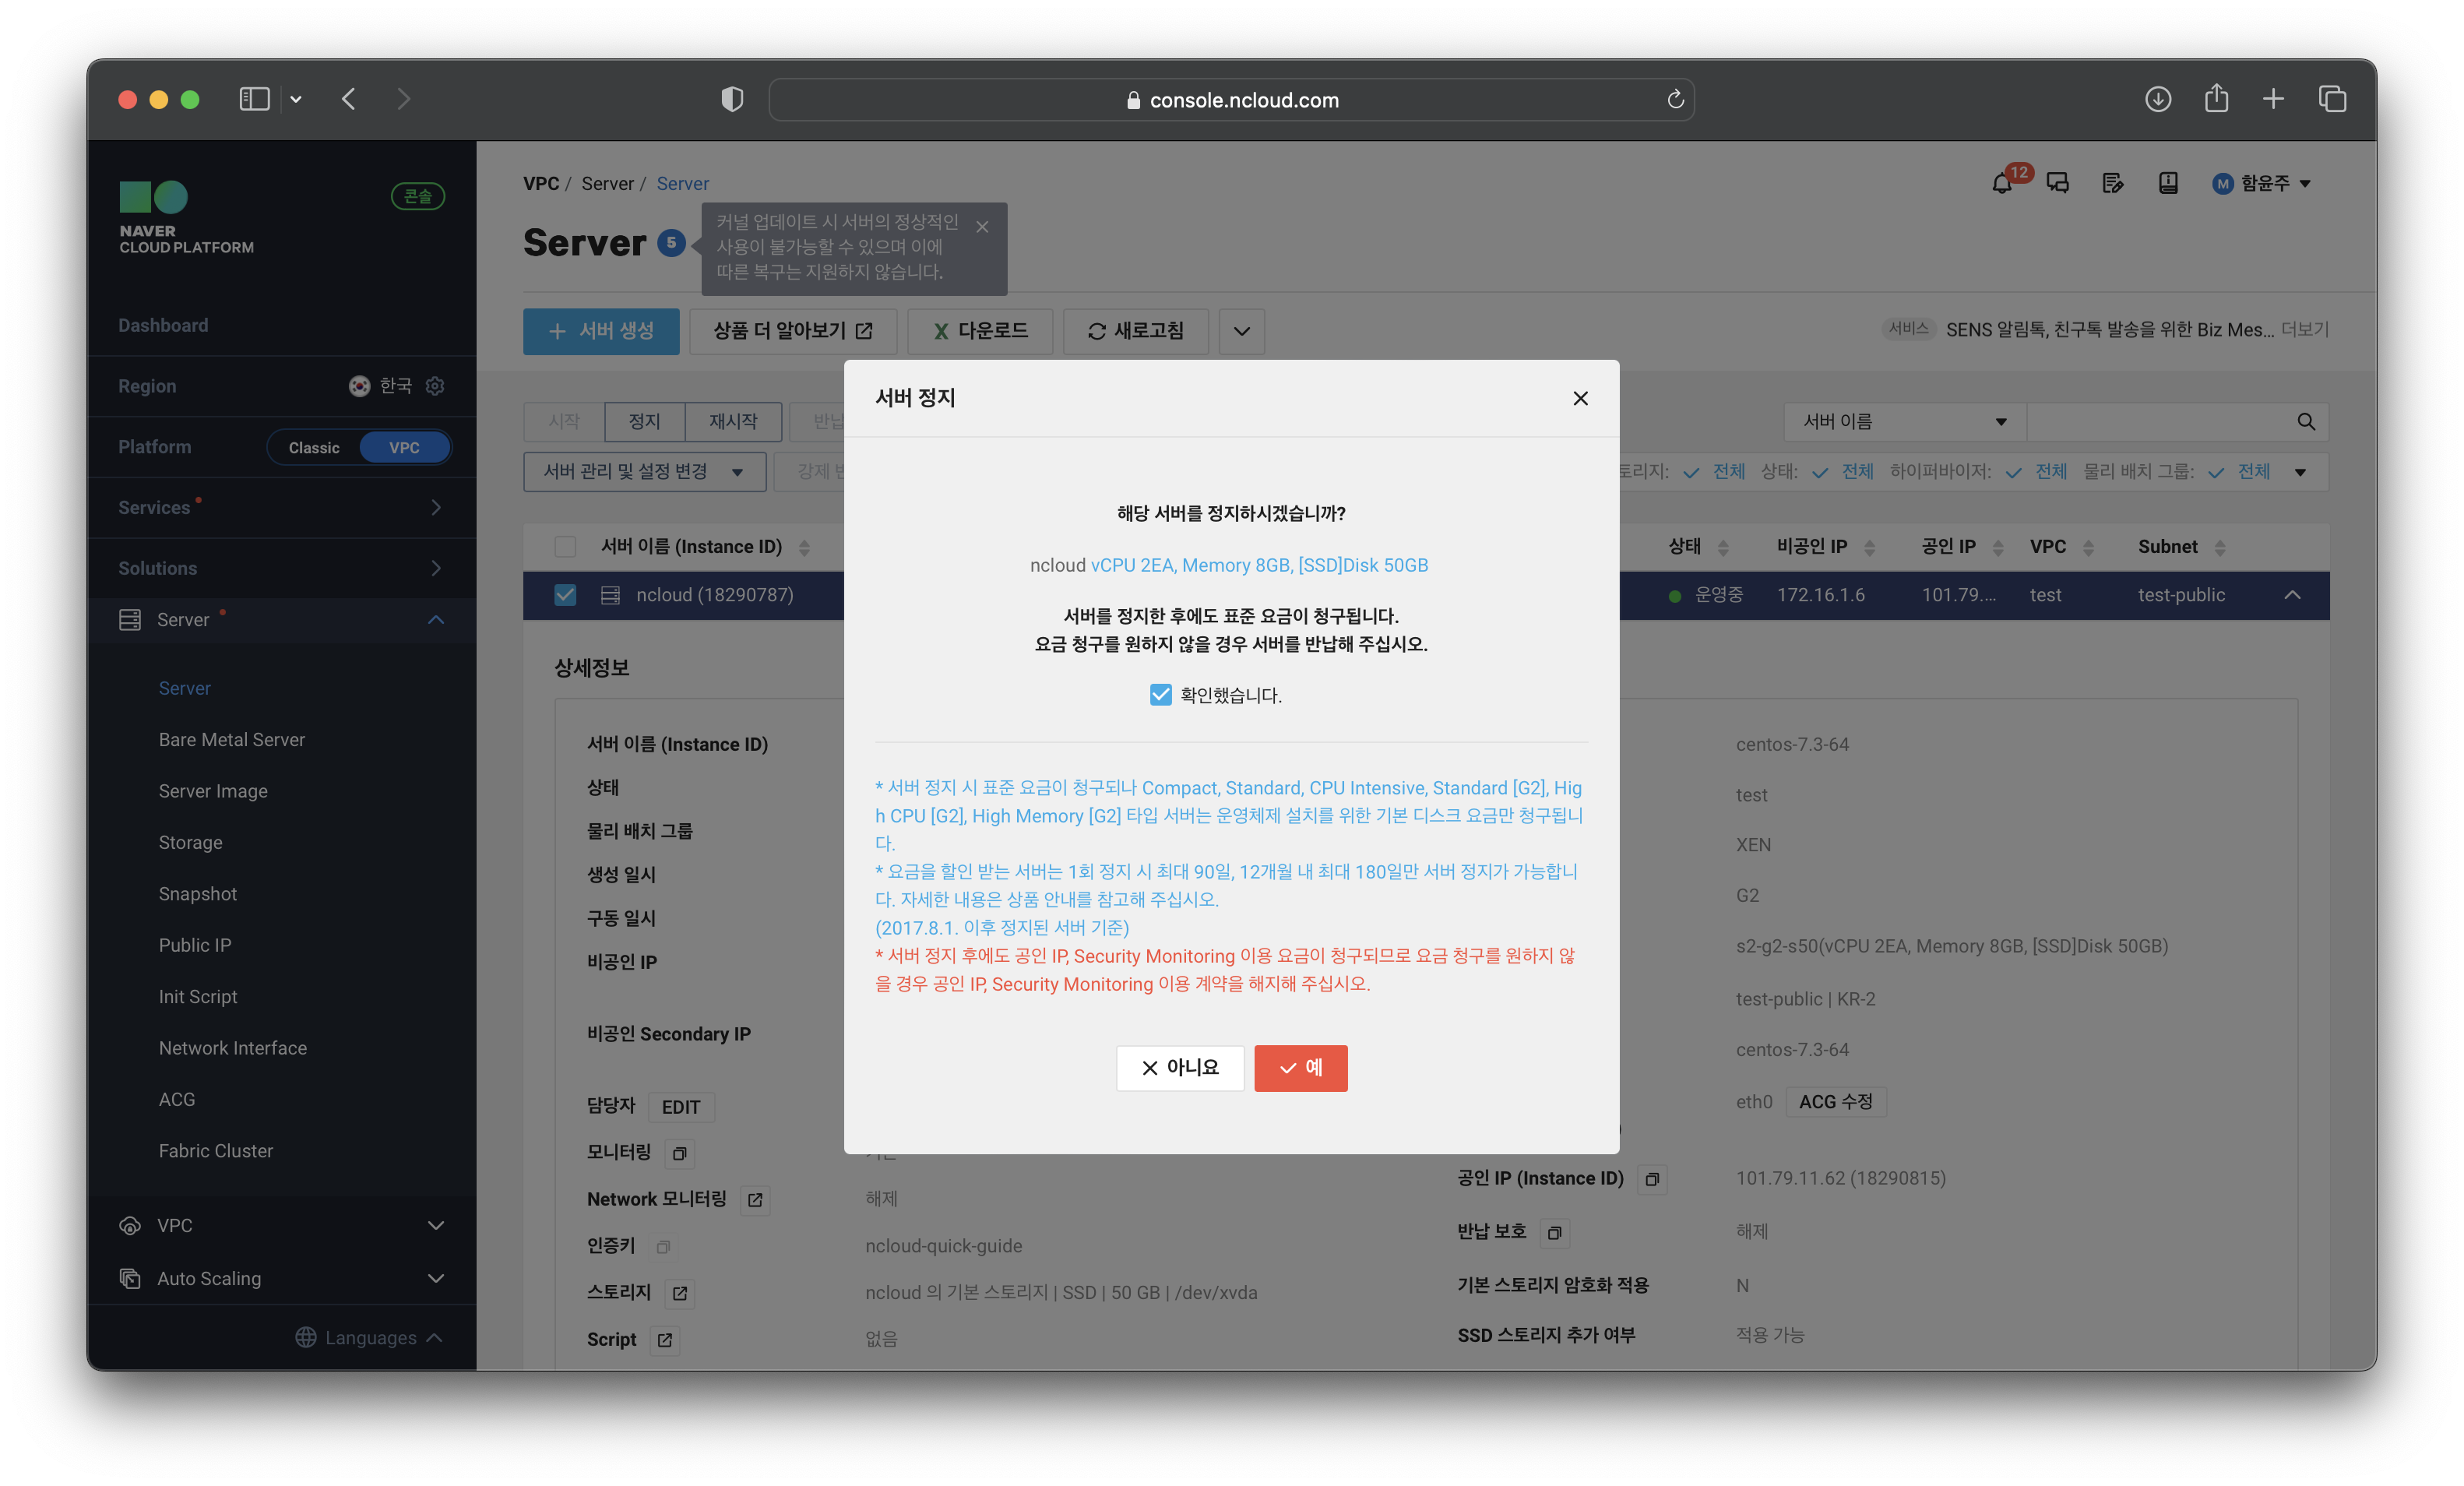 console.ncloud.com
NAVER
CLOUD PLATFORM
콘솔
Dashboard
Region 한국
Platform Classic VPC
Services
Solutions
Server
Server
Bare Metal Server
Server Image
Storage
Snapshot
Public IP
Init Script
Network Interface
ACG
Fabric Cluster
VPC
Auto Scaling
Languages
VPC / Server / Server
12
M 함윤주
Server 5
커널 업데이트 시 서버의 정상적인
사용이 불가능할 수 있으며 이에
따른 복구는 지원하지 않습니다.
+ 서버 생성 상품 더 알아보기 X 다운로드 새로고침
서비스 SENS 알림톡, 친구톡 발송을 위한 Biz Mes... 더보기
시작 정지 재시작 반납
서버 이름
서버 관리 및 설정 변경 강제
토리지: 전체 상태: 전체 하이퍼바이저: 전체 물리 배치 그룹: 전체
서버 이름 (Instance ID) 상태 비공인 IP 공인 IP VPC Subnet
ncloud (18290787) 운영중 172.16.1.6 101.79.... test test-public
서버 정지
해당 서버를 정지하시겠습니까?
ncloud vCPU 2EA, Memory 8GB, [SSD]Disk 50GB
서버를 정지한 후에도 표준 요금이 청구됩니다.
요금 청구를 원하지 않을 경우 서버를 반납해 주십시오.
확인했습니다.
* 서버 정지 시 표준 요금이 청구되나 Compact, Standard, CPU Intensive, Standard [G2], Hig
h CPU [G2], High Memory [G2] 타입 서버는 운영체제 설치를 위한 기본 디스크 요금만 청구됩니
다.
* 요금을 할인 받는 서버는 1회 정지 시 최대 90일, 12개월 내 최대 180일만 서버 정지가 가능합니
다. 자세한 내용은 상품 안내를 참고해 주십시오.
(2017.8.1. 이후 정지된 서버 기준)
* 서버 정지 후에도 공인 IP, Security Monitoring 이용 요금이 청구되므로 요금 청구를 원하지 않
을 경우 공인 IP, Security Monitoring 이용 계약을 해지해 주십시오.
아니요 예
상세정보
서버 이름 (Instance ID)
상태
물리 배치 그룹
생성 일시
구동 일시
비공인 IP
비공인 Secondary IP
담당자 EDIT
모니터링
Network 모니터링 해제
인증키 ncloud-quick-guide
스토리지 ncloud 의 기본 스토리지 | SSD | 50 GB | /dev/xvda
Script 없음
centos-7.3-64
test
XEN
G2
s2-g2-s50(vCPU 2EA, Memory 8GB, [SSD]Disk 50GB)
test-public | KR-2
centos-7.3-64
eth0 ACG 수정
공인 IP (Instance ID) 101.79.11.62 (18290815)
반납 보호 해제
기본 스토리지 암호화 적용 N
SSD 스토리지 추가 여부 적용 가능